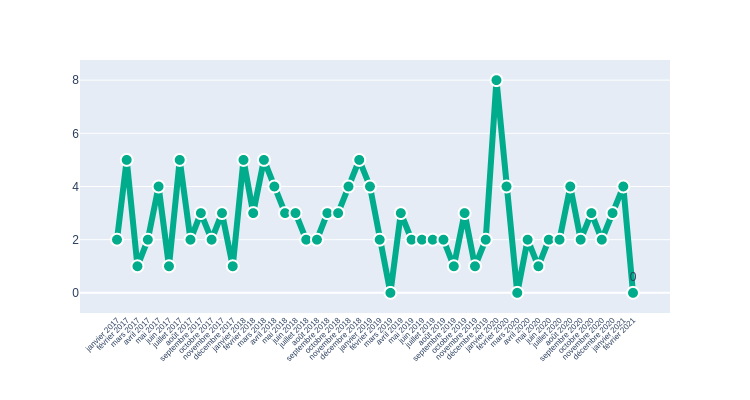 8
6
4
2
0
0
janvier 2017
février 2017
mars 2017
avril 2017
mai 2017
juin 2017
juillet 2017
août 2017
septembre 2017
octobre 2017
novembre 2017
décembre 2017
janvier 2018
février 2018
mars 2018
avril 2018
mai 2018
juin 2018
juillet 2018
août 2018
septembre 2018
octobre 2018
novembre 2018
décembre 2018
janvier 2019
février 2019
mars 2019
avril 2019
mai 2019
juin 2019
juillet 2019
août 2019
septembre 2019
octobre 2019
novembre 2019
décembre 2019
janvier 2020
février 2020
mars 2020
avril 2020
mai 2020
juin 2020
juillet 2020
août 2020
septembre 2020
octobre 2020
novembre 2020
décembre 2020
janvier 2021
février 2021